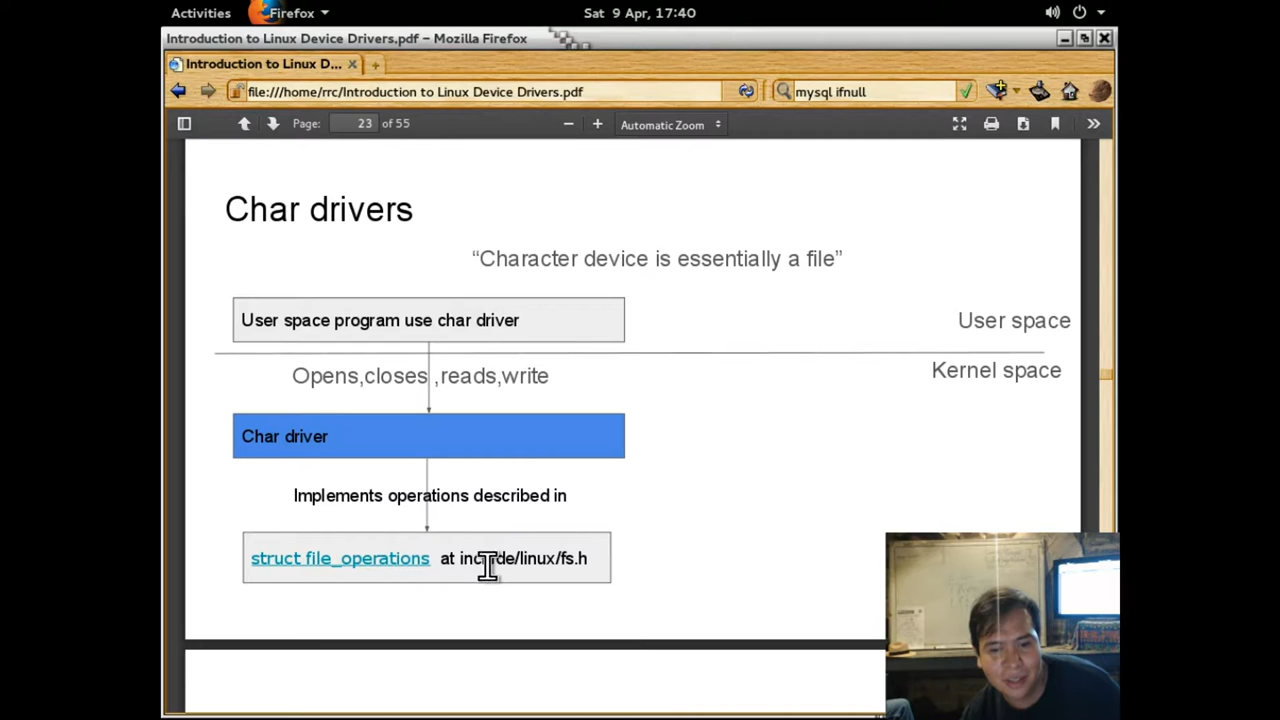 Activities Firefox Sat 9 Apr, 17:40
Introduction to Linux Device Drivers.pdf – Mozilla Firefox
Introduction to Linux D...
file:///home/rrc/Introduction to Linux Device Drivers.pdf mysql ifnull
Page: 23 of 55 Automatic Zoom
Char drivers
“Character device is essentially a file”
User space program use char driver
User space
Opens,closes ,reads,write
Kernel space
Char driver
Implements operations described in
struct file_operations at include/linux/fs.h